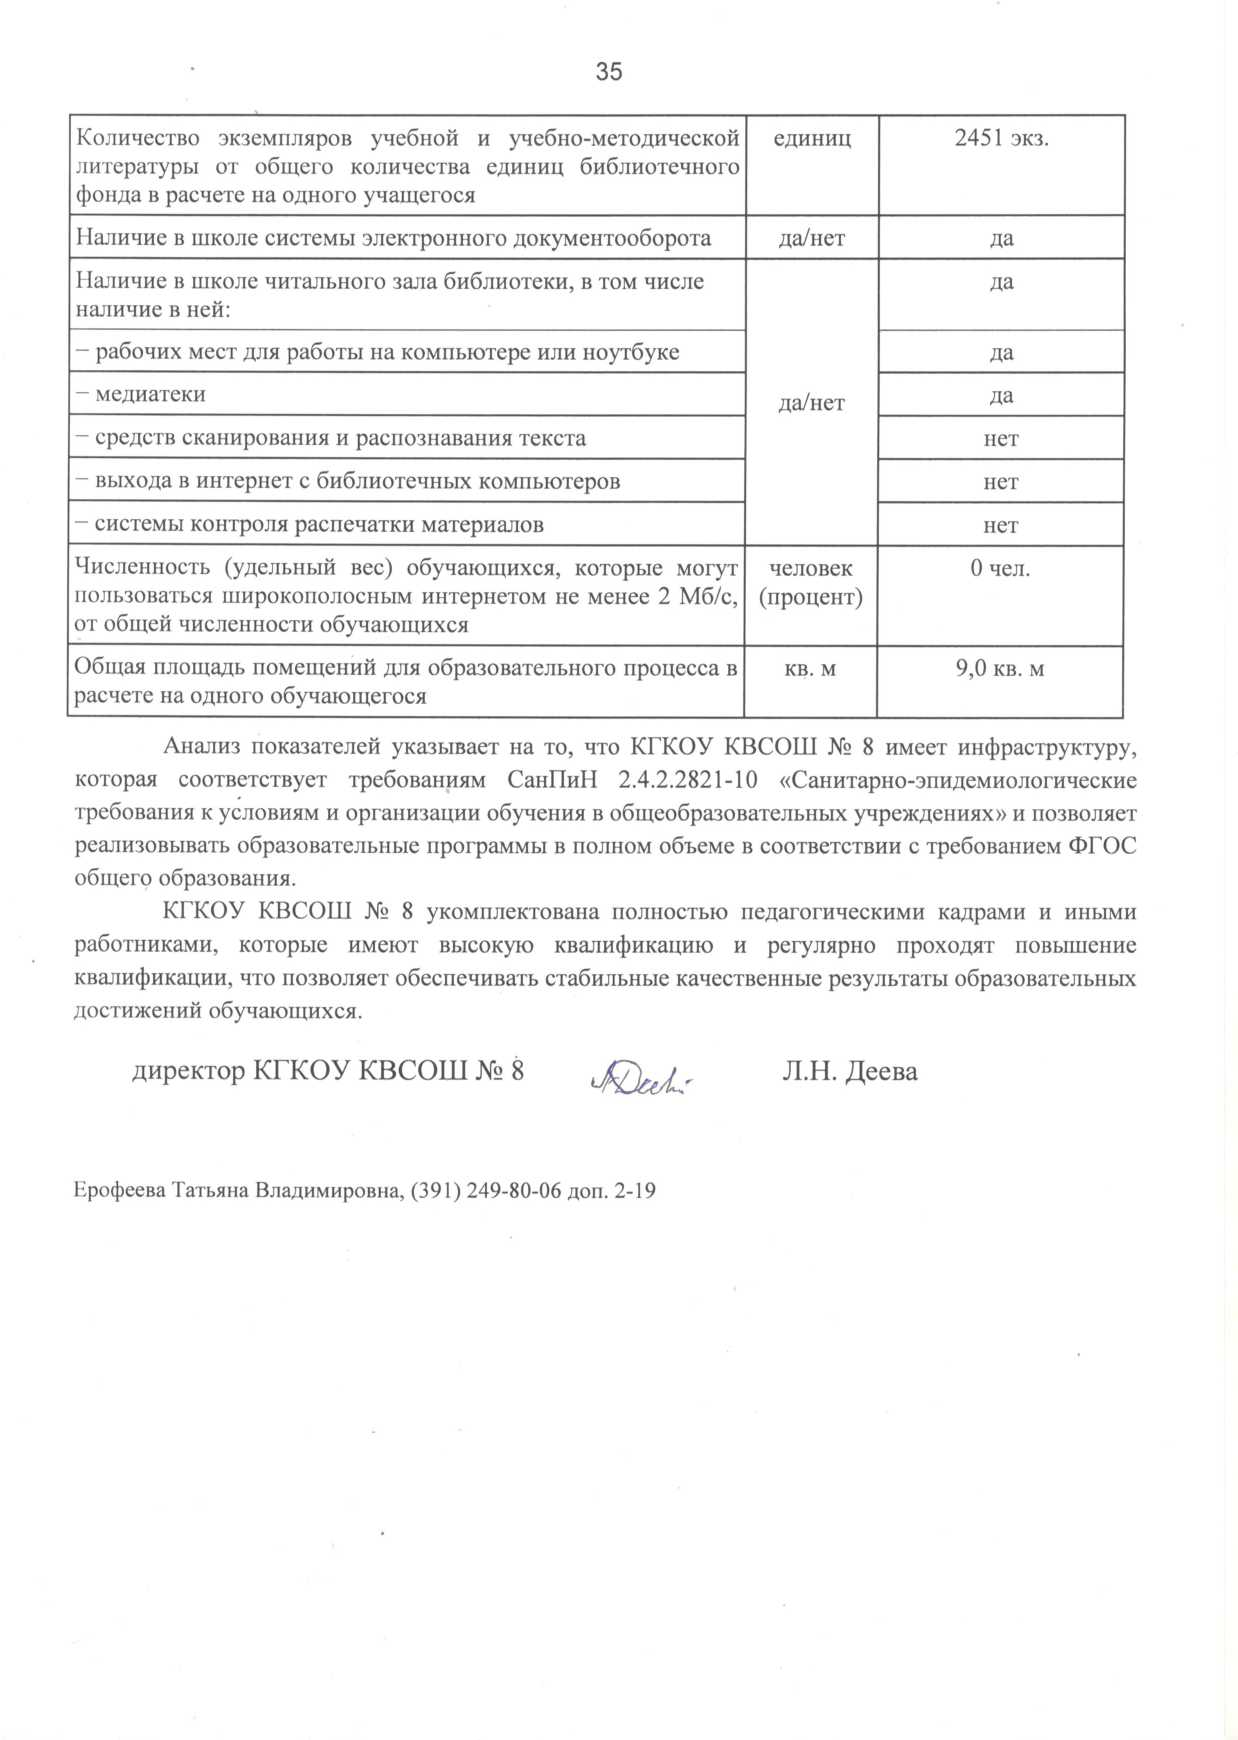 35
Количество экземпляров учебной и учебно-методической
литературы от общего количества единиц библиотечного
фонда в расчете на одного учащегося
единиц
2451 экз.
Наличие в школе системы электронного документооборота
да/нет
да
Наличие в школе читального зала библиотеки, в том числе
наличие в ней:
да
− рабочих мест для работы на компьютере или ноутбуке
да
− медиатеки
да/нет
да
− средств сканирования и распознавания текста
нет
− выхода в интернет с библиотечных компьютеров
нет
− системы контроля распечатки материалов
нет
Численность (удельный вес) обучающихся, которые могут
пользоваться широкополосным интернетом не менее 2 Мб/с,
от общей численности обучающихся
человек
(процент)
0 чел.
Общая площадь помещений для образовательного процесса в
расчете на одного обучающегося
кв. м
9,0 кв. м
Анализ показателей указывает на то, что КГКОУ КВСОШ № 8 имеет инфраструктуру,
которая соответствует требованиям СанПиН 2.4.2.2821-10 «Санитарно-эпидемиологические
требования к условиям и организации обучения в общеобразовательных учреждениях» и позволяет
реализовывать образовательные программы в полном объеме в соответствии с требованием ФГОС
общего образования.
КГКОУ КВСОШ № 8 укомплектована полностью педагогическими кадрами и иными
работниками, которые имеют высокую квалификацию и регулярно проходят повышение
квалификации, что позволяет обеспечивать стабильные качественные результаты образовательных
достижений обучающихся.
директор КГКОУ КВСОШ № 8
Л.Н. Деева
Ерофеева Татьяна Владимировна, (391) 249-80-06 доп. 2-19